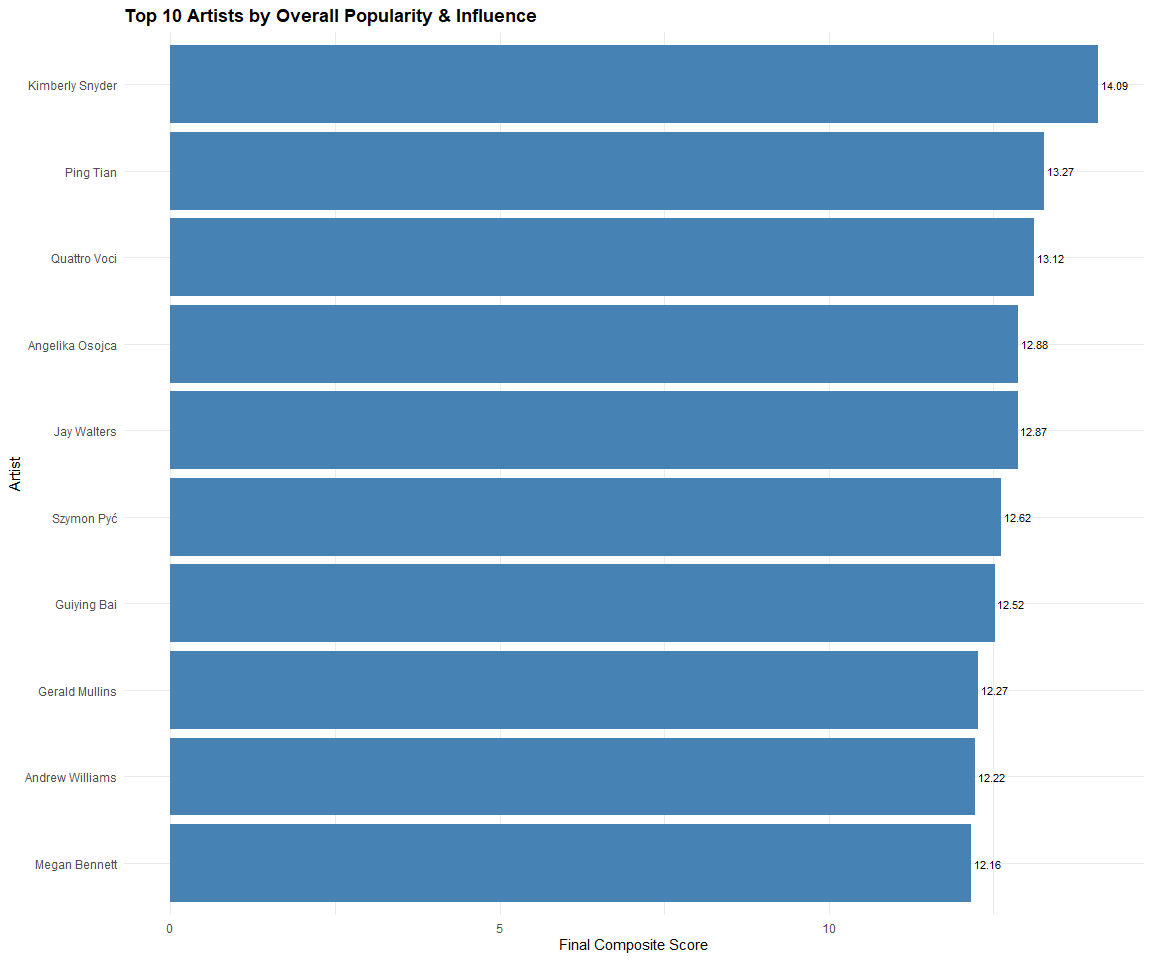 Top 10 Artists by Overall Popularity & Influence
Kimberly Snyder 14.09
Ping Tian 13.27
Quattro Voci 13.12
Angelika Osojca 12.88
Jay Walters 12.87
Szymon Pyć 12.62
Guiying Bai 12.52
Gerald Mullins 12.27
Andrew Williams 12.22
Megan Bennett 12.16
Artist
0 5 10
Final Composite Score